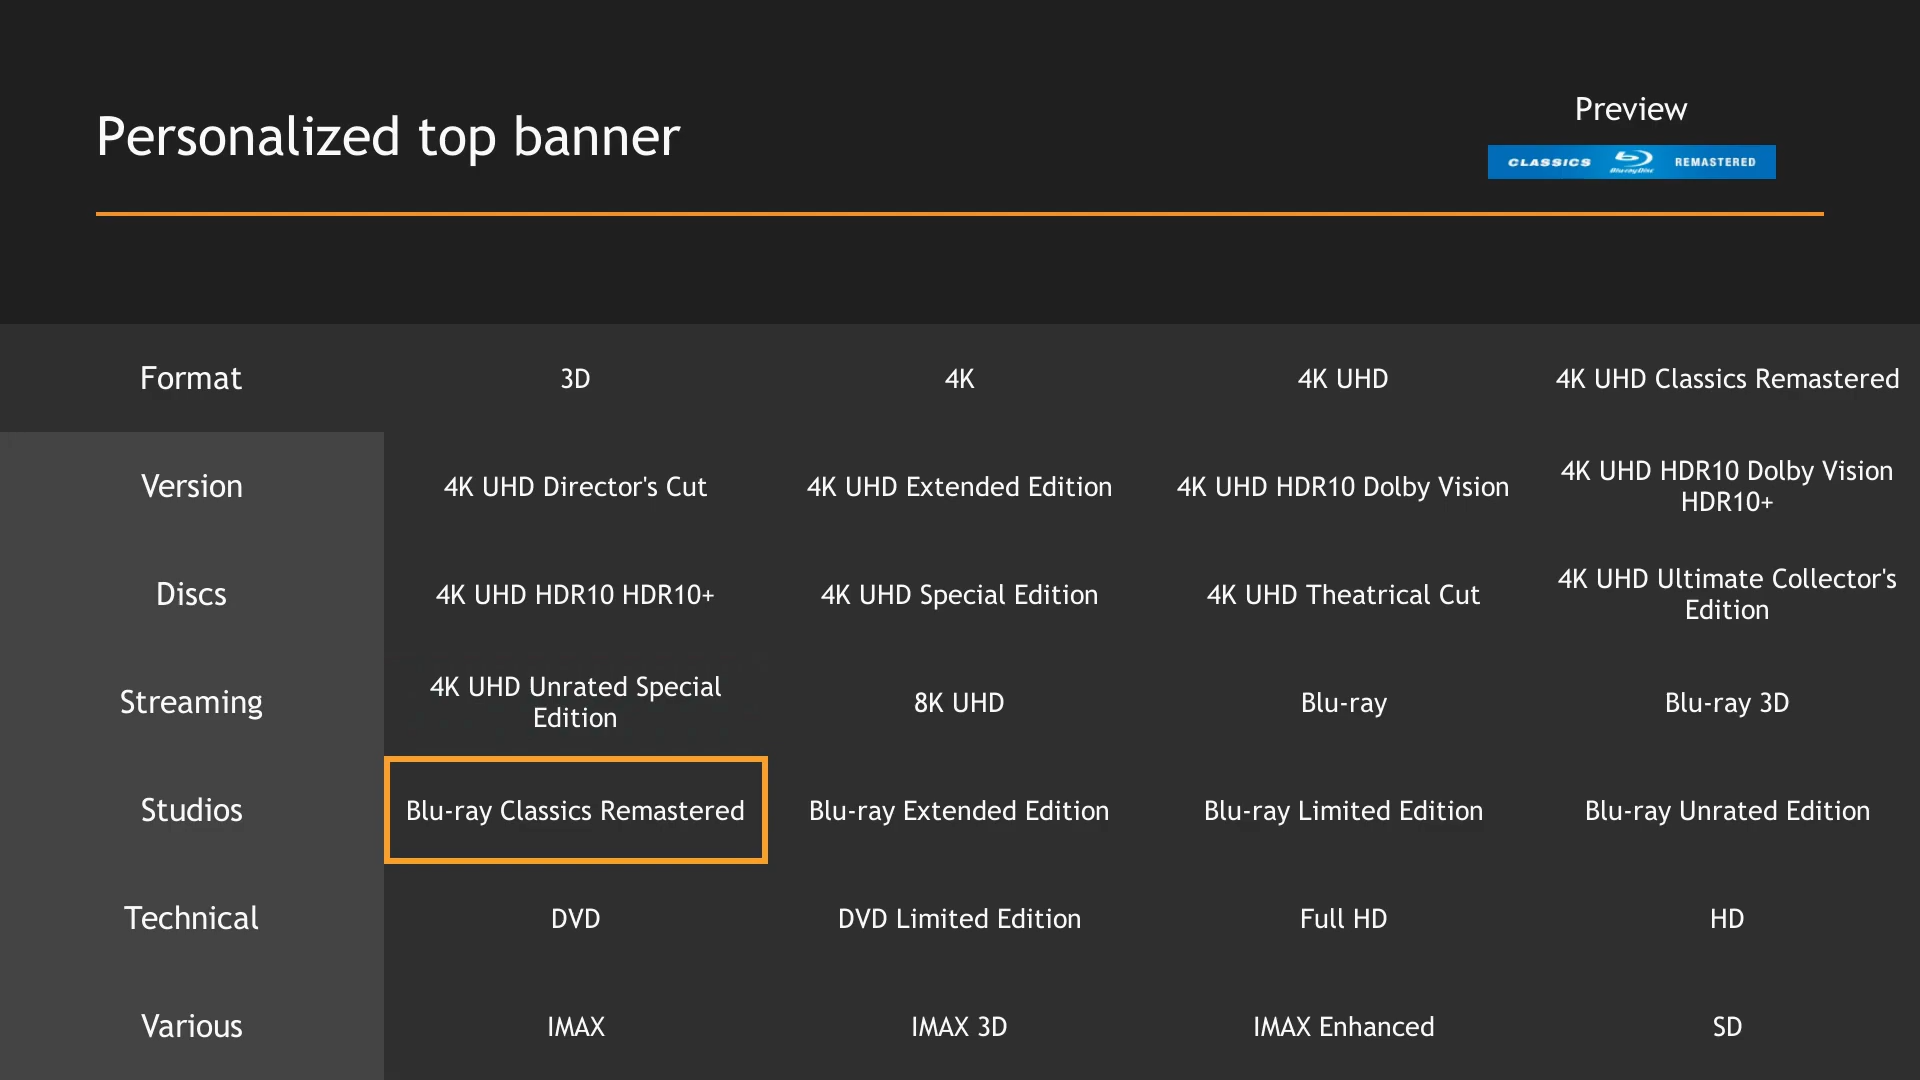 Personalized top banner
Preview
CLASSICS Blu-ray Disc REMASTERED
Format 3D 4K 4K UHD 4K UHD Classics Remastered
Version 4K UHD Director's Cut 4K UHD Extended Edition 4K UHD HDR10 Dolby Vision 4K UHD HDR10 Dolby Vision
HDR10+
Discs 4K UHD HDR10 HDR10+ 4K UHD Special Edition 4K UHD Theatrical Cut 4K UHD Ultimate Collector's
Edition
Streaming 4K UHD Unrated Special
Edition 8K UHD Blu-ray Blu-ray 3D
Studios Blu-ray Classics Remastered Blu-ray Extended Edition Blu-ray Limited Edition Blu-ray Unrated Edition
Technical DVD DVD Limited Edition Full HD HD
Various IMAX IMAX 3D IMAX Enhanced SD